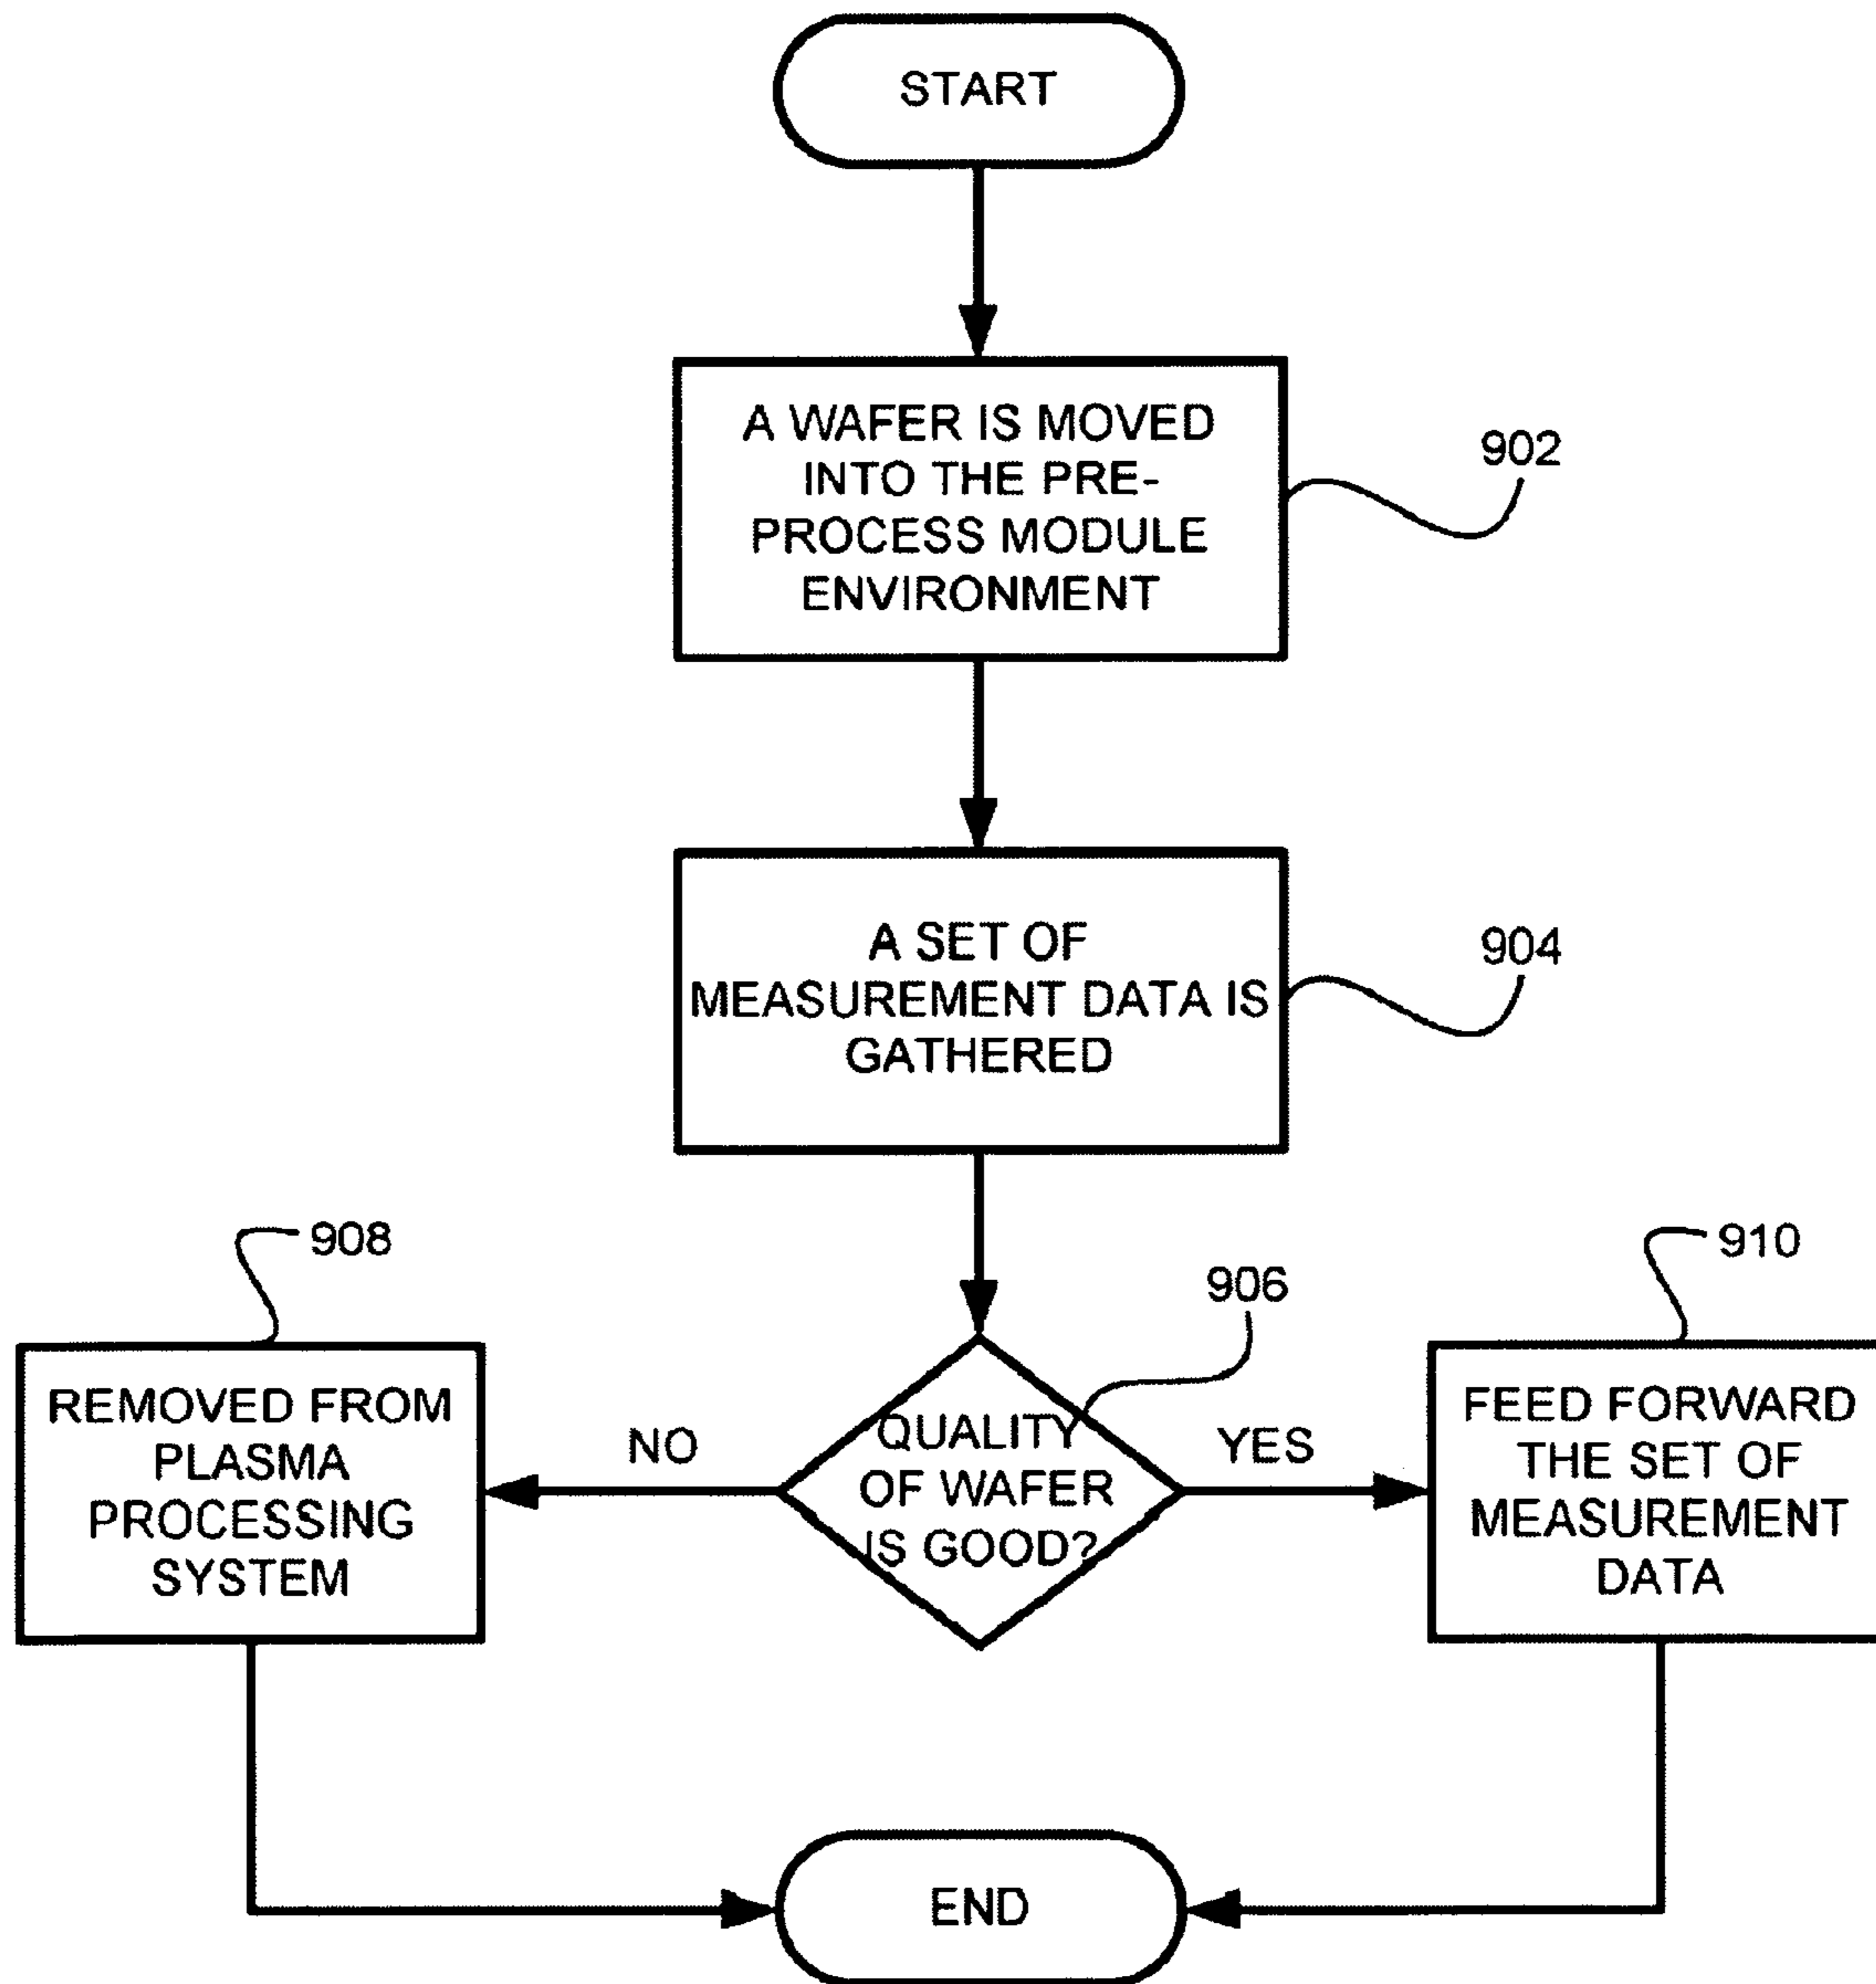 START
A WAFER IS MOVED
INTO THE PRE-
PROCESS MODULE
ENVIRONMENT
902
A SET OF
MEASUREMENT DATA IS
GATHERED
904
908
910
906
REMOVED FROM
PLASMA
PROCESSING
SYSTEM
NO
QUALITY
OF WAFER
IS GOOD?
YES
FEED FORWARD
THE SET OF
MEASUREMENT
DATA
END